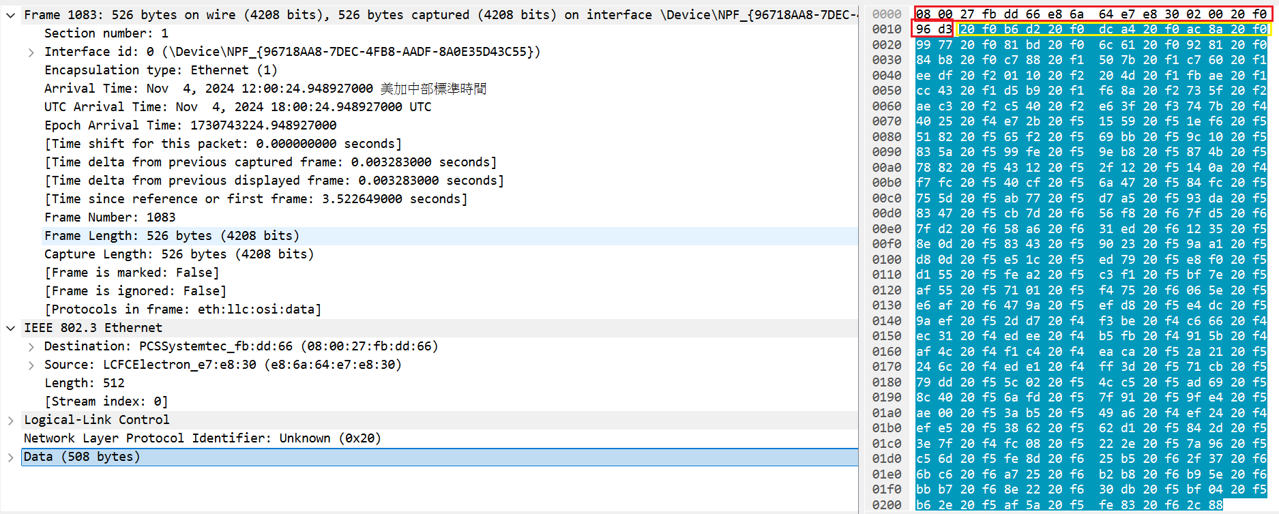 Frame 1083: 526 bytes on wire (4208 bits), 526 bytes captured (4208 bits) on interface \Device\NPF_{96718AA8-7DEC-4
Section number: 1
Interface id: 0 (\Device\NPF_{96718AA8-7DEC-4FB8-AADF-8A0E35D43C55})
Encapsulation type: Ethernet (1)
Arrival Time: Nov  4, 2024 12:00:24.948927000 美加中部標準時間
UTC Arrival Time: Nov  4, 2024 18:00:24.948927000 UTC
Epoch Arrival Time: 1730743224.948927000
[Time shift for this packet: 0.000000000 seconds]
[Time delta from previous captured frame: 0.003283000 seconds]
[Time delta from previous displayed frame: 0.003283000 seconds]
[Time since reference or first frame: 3.522649000 seconds]
Frame Number: 1083
Frame Length: 526 bytes (4208 bits)
Capture Length: 526 bytes (4208 bits)
[Frame is marked: False]
[Frame is ignored: False]
[Protocols in frame: eth:llc:osi:data]
IEEE 802.3 Ethernet
Destination: PCSSystemtec_fb:dd:66 (08:00:27:fb:dd:66)
Source: LCFCElectron_e7:e8:30 (e8:6a:64:e7:e8:30)
Length: 512
[Stream index: 0]
Logical-Link Control
Network Layer Protocol Identifier: Unknown (0x20)
Data (508 bytes)
0000 08 00 27 fb dd 66 e8 6a 64 e7 e8 30 02 00 20 f0
0010 96 d3 20 f0 b6 d2 20 f0 dc a4 20 f0 ac 8a 20 f0
0020 99 77 20 f0 81 bd 20 f0 6c 61 20 f0 92 81 20 f0
0030 84 b8 20 f0 c7 88 20 f1 50 7b 20 f1 c7 60 20 f1
0040 ee df 20 f2 01 10 20 f2 20 4d 20 f1 fb ae 20 f1
0050 cc 43 20 f1 d5 b9 20 f1 f6 8a 20 f2 73 5f 20 f2
0060 ae c3 20 f2 c5 40 20 f2 e6 3f 20 f3 74 7b 20 f4
0070 40 25 20 f4 e7 2b 20 f5 15 59 20 f5 1e f6 20 f5
0080 51 82 20 f5 65 f2 20 f5 69 bb 20 f5 9c 10 20 f5
0090 83 5a 20 f5 99 fe 20 f5 9e b8 20 f5 87 4b 20 f5
00a0 78 82 20 f5 43 12 20 f5 2f 12 20 f5 14 0a 20 f4
00b0 f7 fc 20 f5 40 cf 20 f5 6a 47 20 f5 84 fc 20 f5
00c0 75 5d 20 f5 ab 77 20 f5 d7 a5 20 f5 93 da 20 f5
00d0 83 47 20 f5 cb 7d 20 f6 56 f8 20 f6 7f d5 20 f6
00e0 7f d2 20 f6 58 a6 20 f6 31 ed 20 f6 12 35 20 f5
00f0 8e 0d 20 f5 83 43 20 f5 90 23 20 f5 9a a1 20 f5
0100 d8 0d 20 f5 e5 1c 20 f5 ed 79 20 f5 e8 f0 20 f5
0110 d1 55 20 f5 fe a2 20 f5 c3 f1 20 f5 bf 7e 20 f5
0120 af 55 20 f5 71 01 20 f5 f4 75 20 f6 06 5e 20 f5
0130 e6 af 20 f6 47 9a 20 f5 ef d8 20 f5 e4 dc 20 f5
0140 9a ef 20 f5 2d d7 20 f4 f3 be 20 f4 c6 66 20 f4
0150 ec 31 20 f4 ed ee 20 f4 b5 fb 20 f4 91 5b 20 f4
0160 af 4c 20 f4 f1 c4 20 f4 ea ca 20 f5 2a 21 20 f5
0170 24 6c 20 f4 ed e1 20 f4 ff 3d 20 f5 71 cb 20 f5
0180 79 dd 20 f5 5c 02 20 f5 4c c5 20 f5 ad 69 20 f5
0190 8c 40 20 f5 6a fd 20 f5 7f 91 20 f5 9f e4 20 f5
01a0 ae 00 20 f5 3a b5 20 f5 49 a6 20 f4 ef 24 20 f4
01b0 ef e5 20 f5 38 62 20 f5 62 d1 20 f5 84 2d 20 f5
01c0 3e 7f 20 f4 fc 08 20 f5 22 2e 20 f5 7a 96 20 f5
01d0 c5 6d 20 f5 fe 8d 20 f6 25 b5 20 f6 2f 37 20 f6
01e0 6b c6 20 f6 a7 25 20 f6 b2 b8 20 f6 b9 5e 20 f6
01f0 bb b7 20 f6 8e 22 20 f6 30 db 20 f5 bf 04 20 f5
0200 b6 2e 20 f5 af 5a 20 f5 fe 83 20 f6 2c 88